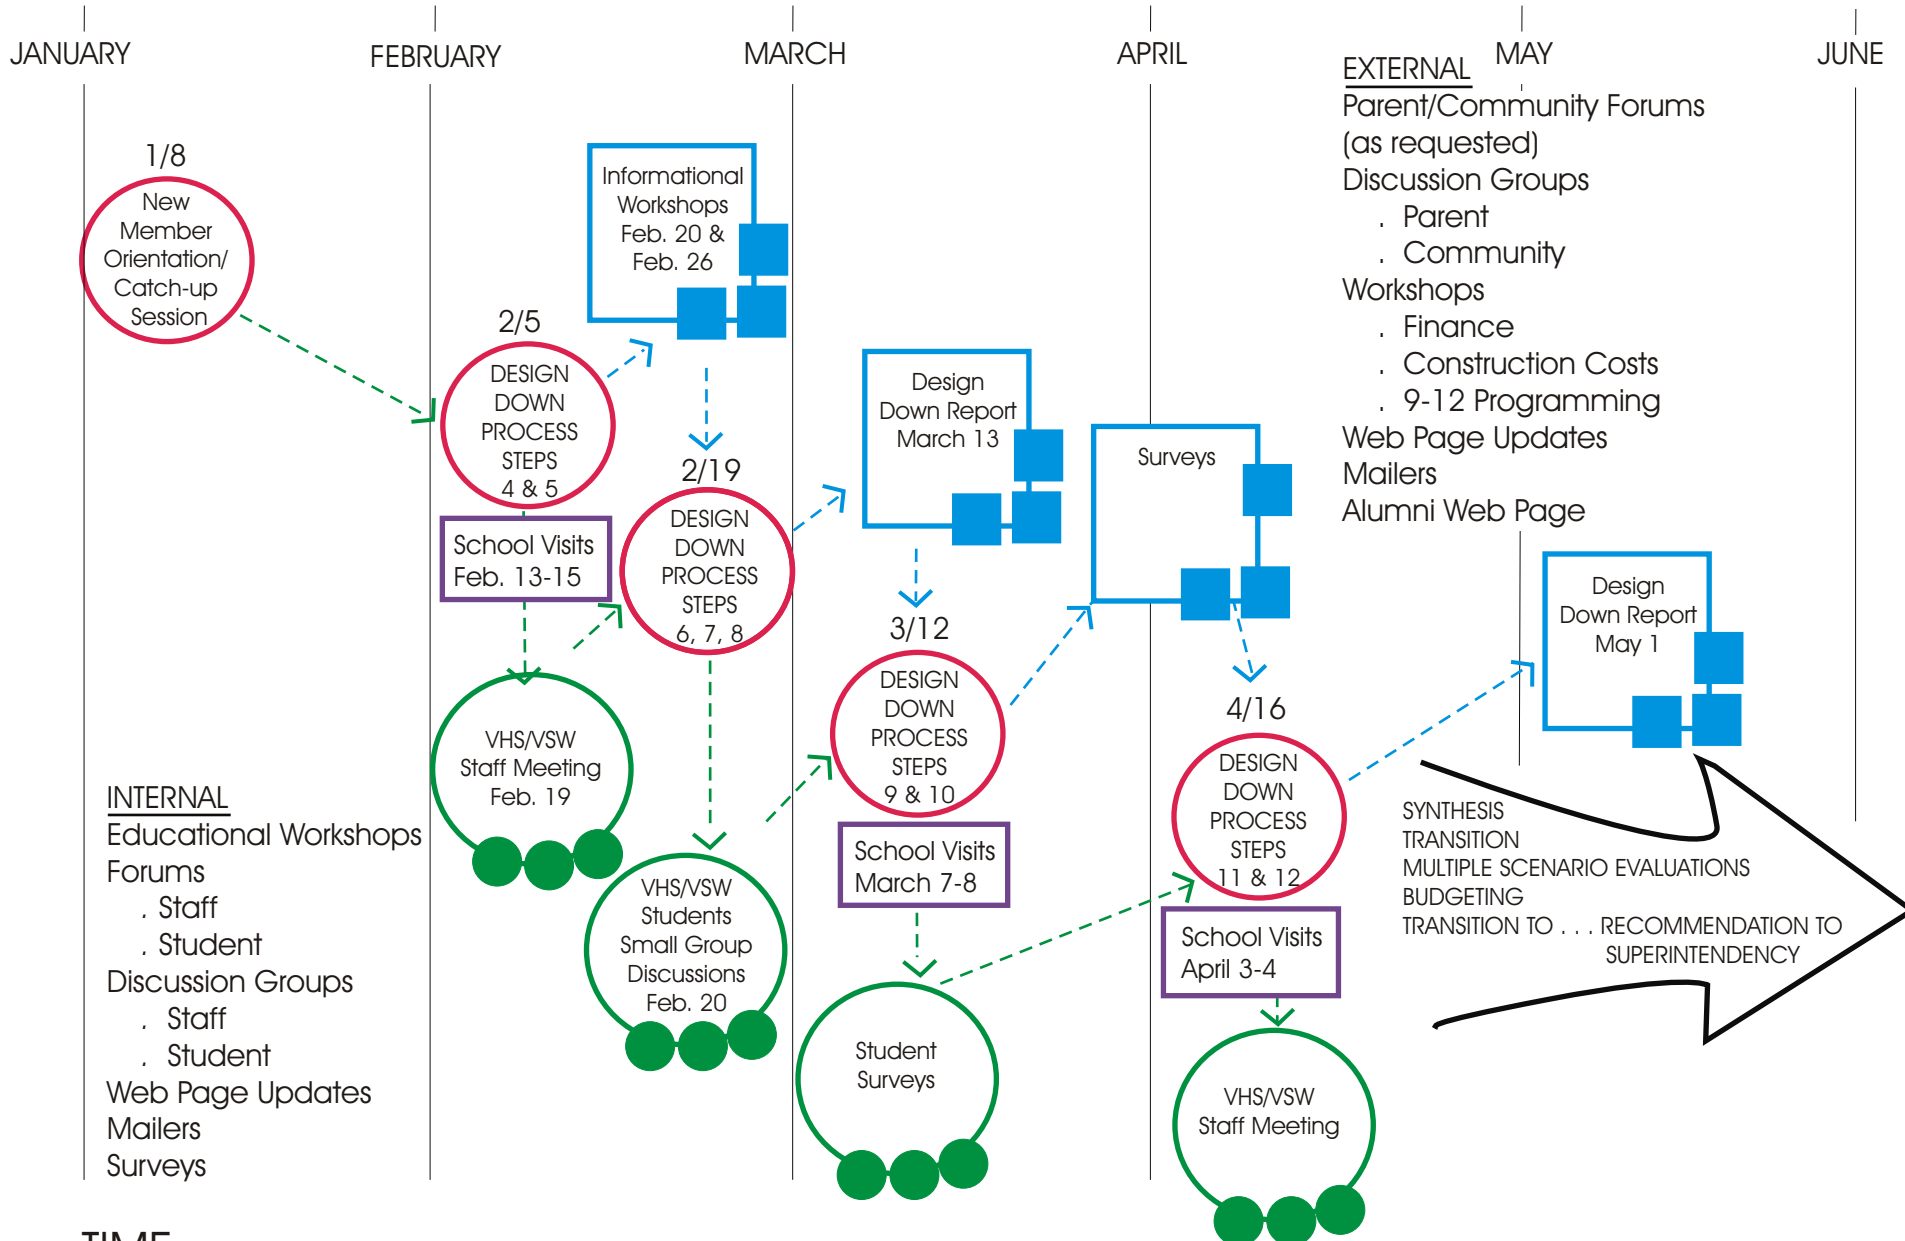 JANUARY
FEBRUARY
MARCH
APRIL
MAY
JUNE
1/8
New
Member
Orientation/
Catch-up
Session
2/5
DESIGN
DOWN
PROCESS
STEPS
4 & 5
School Visits
Feb. 13-15
VHS/VSW
Staff Meeting
Feb. 19
Informational
Workshops
Feb. 20 &
Feb. 26
2/19
DESIGN
DOWN
PROCESS
STEPS
6, 7, 8
VHS/VSW
Students
Small Group
Discussions
Feb. 20
Design
Down Report
March 13
3/12
DESIGN
DOWN
PROCESS
STEPS
9 & 10
School Visits
March 7-8
Student
Surveys
Surveys
4/16
DESIGN
DOWN
PROCESS
STEPS
11 & 12
School Visits
April 3-4
VHS/VSW
Staff Meeting
EXTERNAL
Parent/Community Forums
(as requested)
Discussion Groups
. Parent
. Community
Workshops
. Finance
. Construction Costs
. 9-12 Programming
Web Page Updates
Mailers
Alumni Web Page
Design
Down Report
May 1
SYNTHESIS
TRANSITION
MULTIPLE SCENARIO EVALUATIONS
BUDGETING
TRANSITION TO . . . RECOMMENDATION TO
SUPERINTENDENCY
INTERNAL
Educational Workshops
Forums
. Staff
. Student
Discussion Groups
. Staff
. Student
Web Page Updates
Mailers
Surveys
TIME